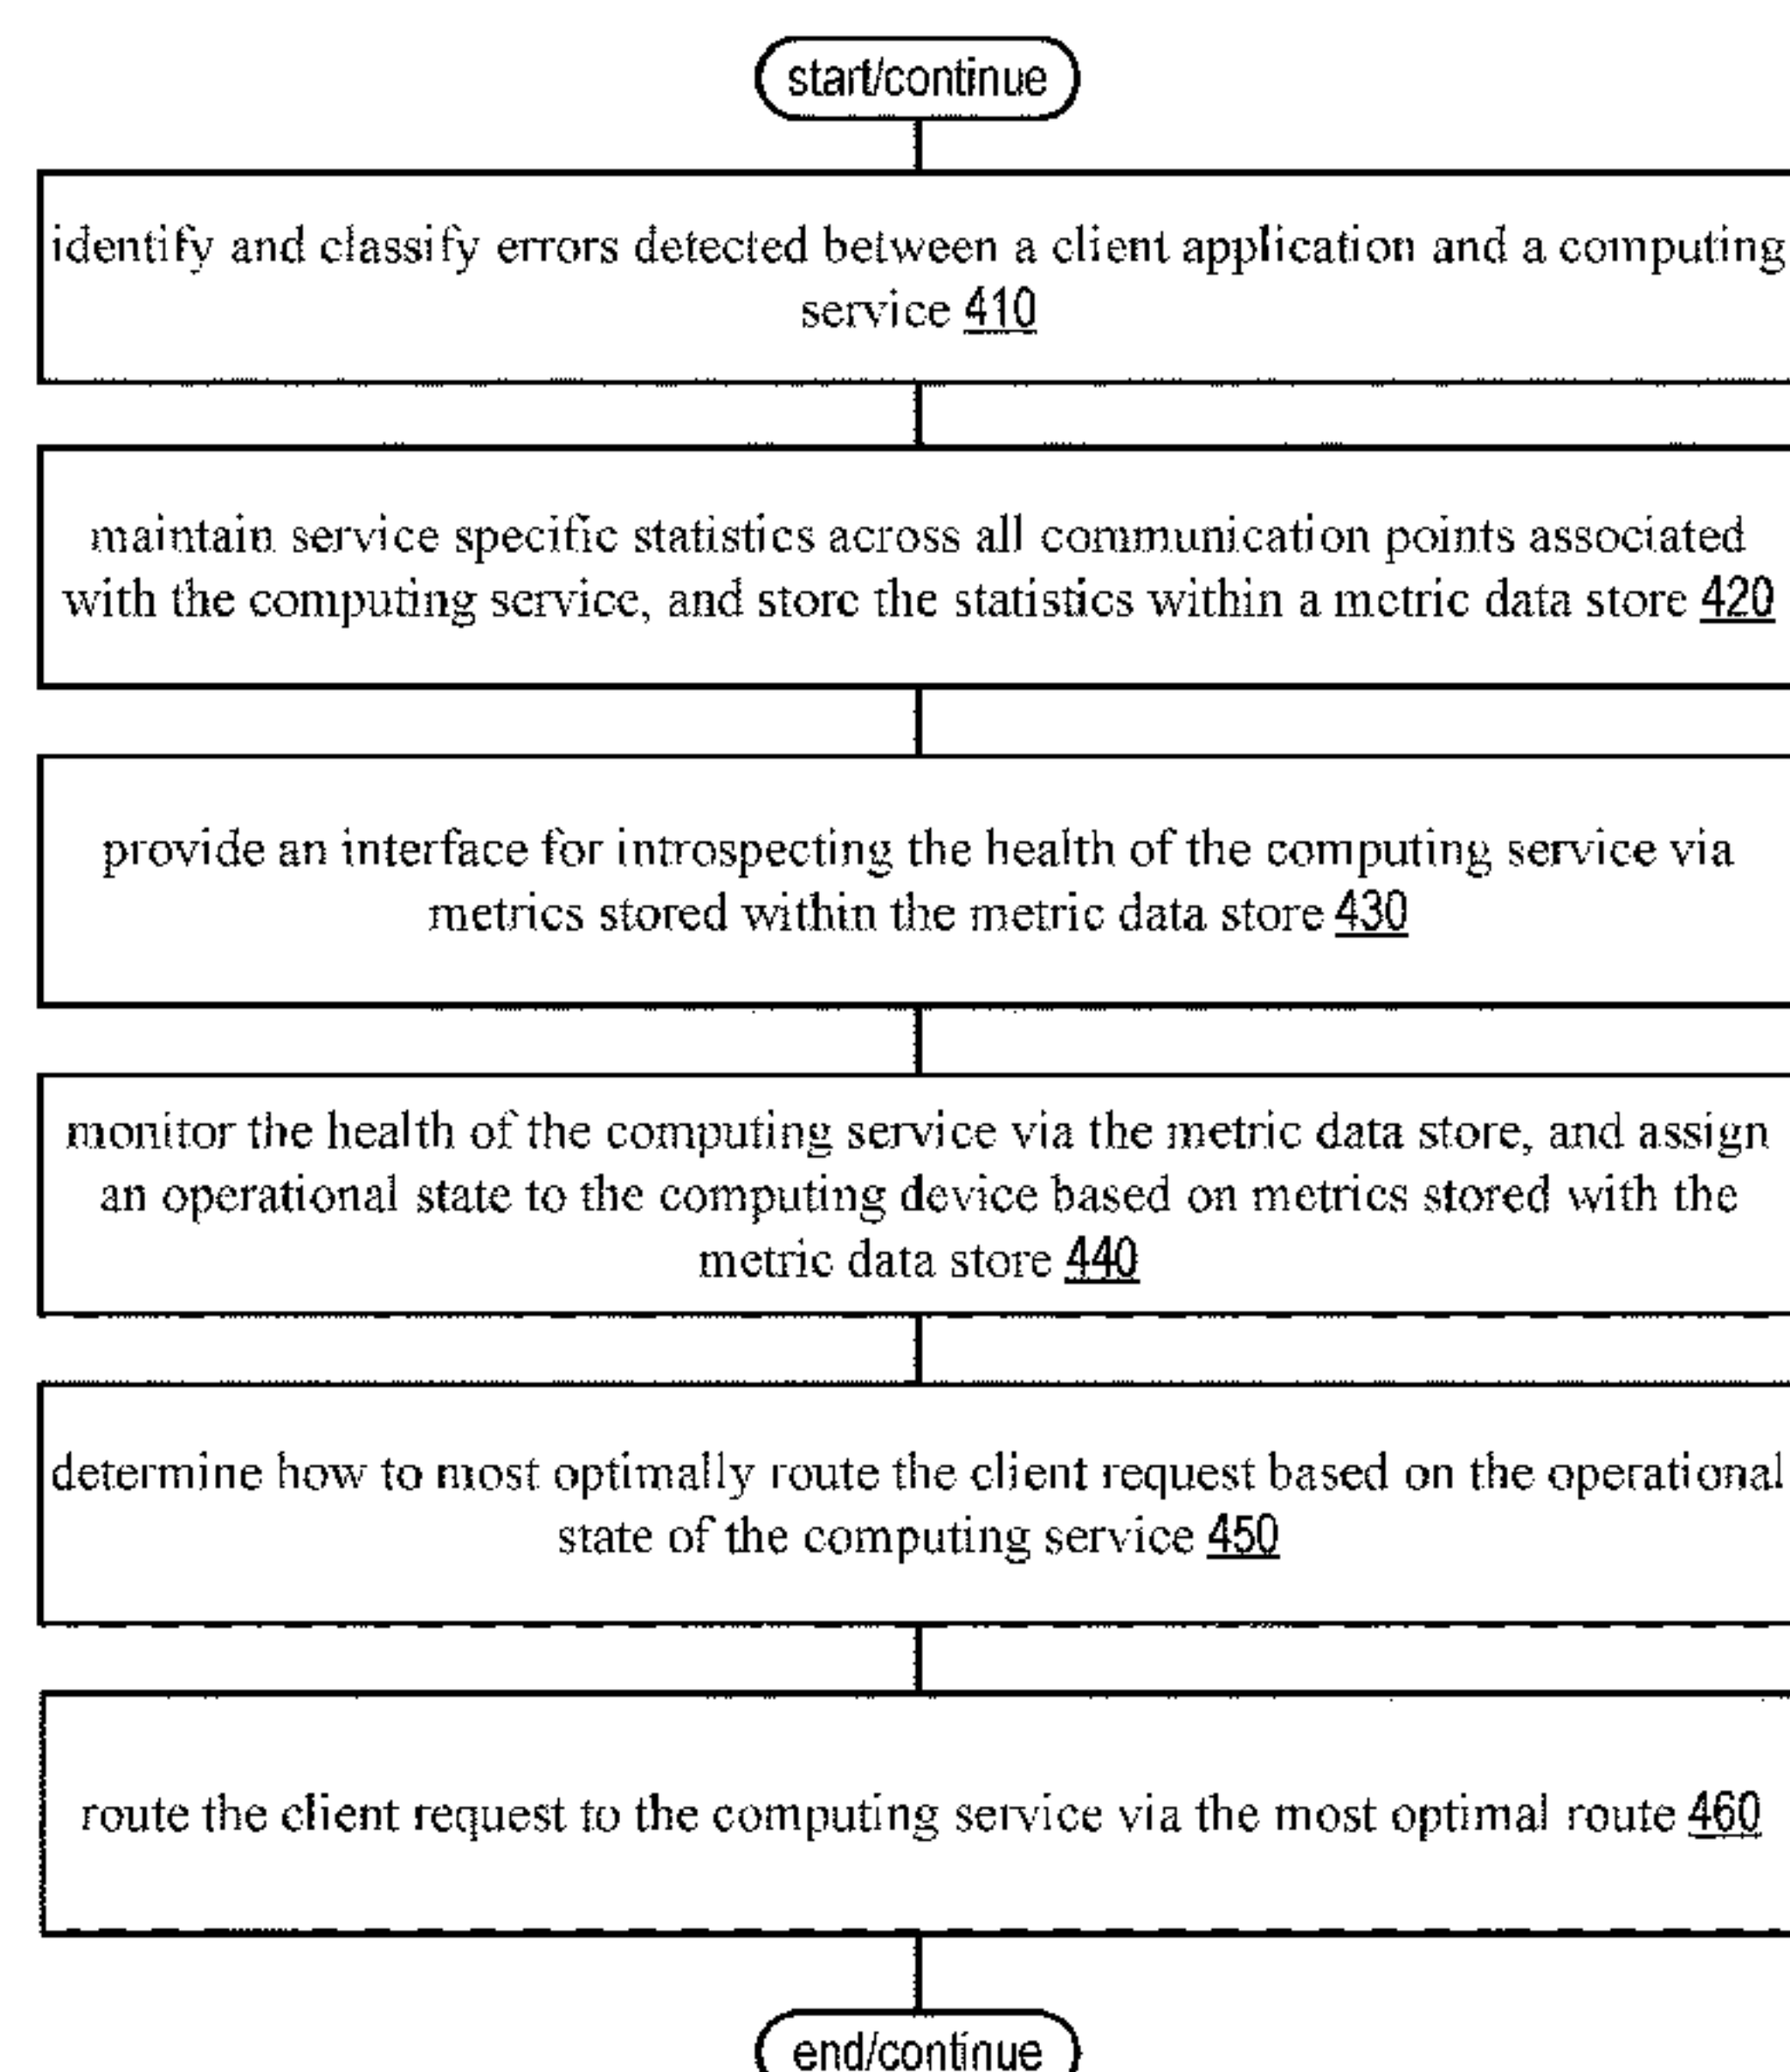 start/continue
identify and classify errors detected between a client application and a computing
service 410
maintain service specific statistics across all communication points associated
with the computing service, and store the statistics within a metric data store 420
provide an interface for introspecting the health of the computing service via
metrics stored within the metric data store 430
monitor the health of the computing service via the metric data store, and assign
an operational state to the computing device based on metrics stored with the
metric data store 440
determine how to most optimally route the client request based on the operational
state of the computing service 450
route the client request to the computing service via the most optimal route 460
end/continue